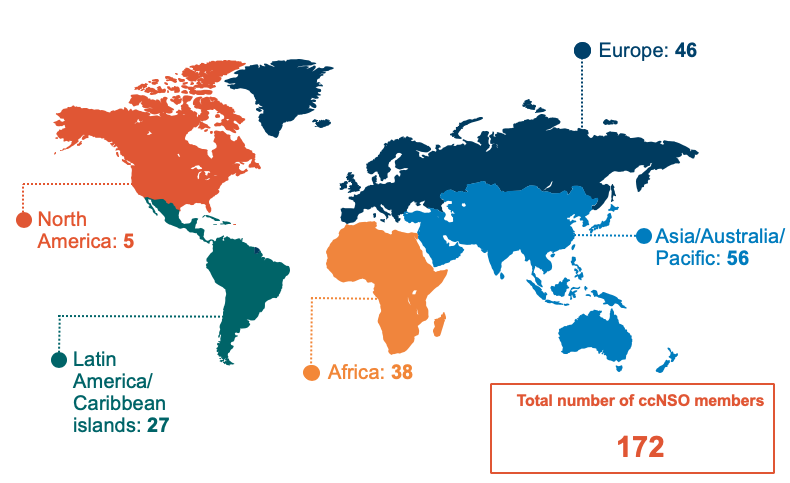 Europe: 46
North
America: 5
Asia/Australia/
Pacific: 56
Latin
America/
Caribbean
islands: 27
Africa: 38
Total number of ccNSO members
172